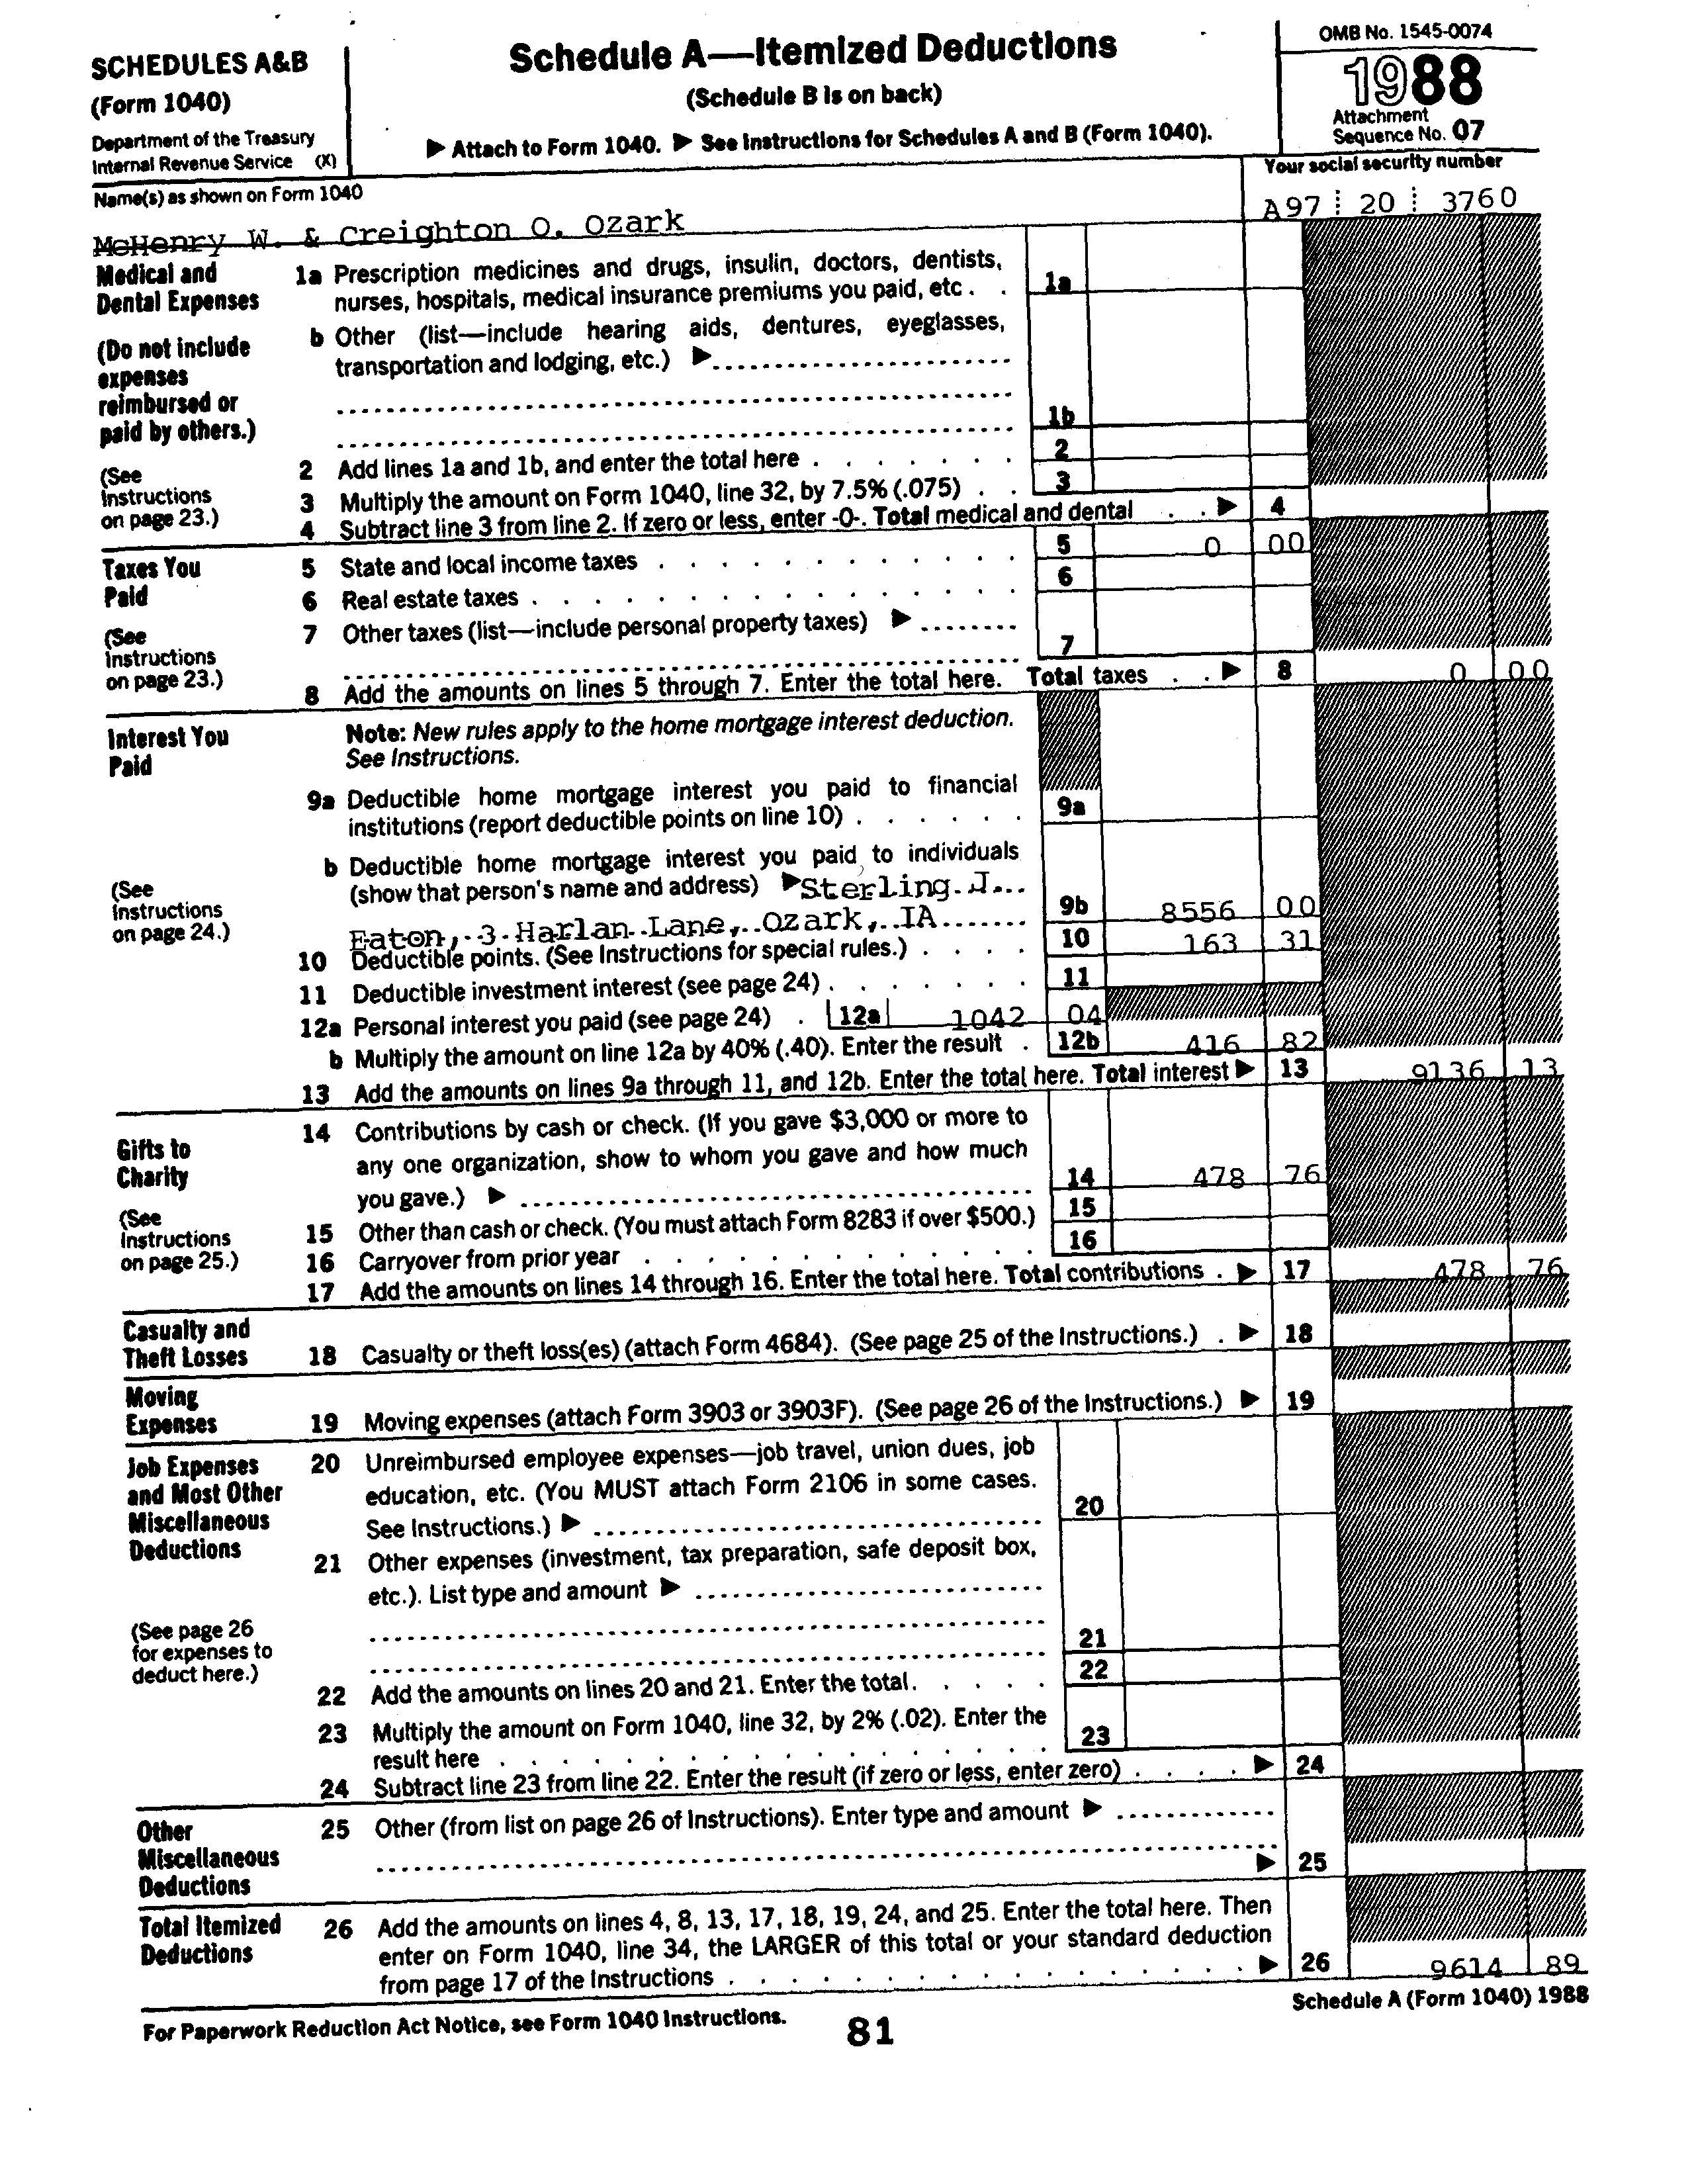 SCHEDULES A&B
(Form 1040)
Department of the Treasury
Internal Revenue Service (X)
Schedule A—Itemized Deductions
(Schedule B is on back)
▶ Attach to Form 1040. ▶ See Instructions for Schedules A and B (Form 1040).
OMB No. 1545-0074
1988
Attachment
Sequence No. 07
Name(s) as shown on Form 1040
Your social security number
McHenry W. & Creighton O. Ozark
A97 20 3760
Medical and
Dental Expenses
(Do not include
expenses
reimbursed or
paid by others.)
(See
Instructions
on page 23.)
1a Prescription medicines and drugs, insulin, doctors, dentists,
nurses, hospitals, medical insurance premiums you paid, etc . . 1a
b Other (list—include hearing aids, dentures, eyeglasses,
transportation and lodging, etc.) ▶
1b
2 Add lines 1a and 1b, and enter the total here . . . . . . . 2
3 Multiply the amount on Form 1040, line 32, by 7.5% (.075) . . 3
4 Subtract line 3 from line 2. If zero or less, enter -0-. Total medical and dental . . ▶ 4
Taxes You
Paid
(See
Instructions
on page 23.)
5 State and local income taxes . . . . . . . . . . . . 5 0 00
6 Real estate taxes . . . . . . . . . . . . . . . . 6
7 Other taxes (list—include personal property taxes) ▶
7
8 Add the amounts on lines 5 through 7. Enter the total here. Total taxes . . ▶ 8 0 00
Interest You
Paid
(See
Instructions
on page 24.)
Note: New rules apply to the home mortgage interest deduction.
See Instructions.
9a Deductible home mortgage interest you paid to financial
institutions (report deductible points on line 10) . . . . . . 9a
b Deductible home mortgage interest you paid to individuals
(show that person's name and address) ▶ Sterling J.
Eaton, 3 Harlan Lane, Ozark, IA 9b 8556 00
10 Deductible points. (See Instructions for special rules.) . . . . 10 163 31
11 Deductible investment interest (see page 24) . . . . . . . 11
12a Personal interest you paid (see page 24) . 12a 1042 04
b Multiply the amount on line 12a by 40% (.40). Enter the result . 12b 416 82
13 Add the amounts on lines 9a through 11, and 12b. Enter the total here. Total interest ▶ 13 9136 13
Gifts to
Charity
(See
Instructions
on page 25.)
14 Contributions by cash or check. (If you gave $3,000 or more to
any one organization, show to whom you gave and how much
you gave.) ▶ 14 478 76
15 Other than cash or check. (You must attach Form 8283 if over $500.) 15
16 Carryover from prior year . . . . . . . . . . . . . 16
17 Add the amounts on lines 14 through 16. Enter the total here. Total contributions . ▶ 17 478 76
Casualty and
Theft Losses
18 Casualty or theft loss(es) (attach Form 4684). (See page 25 of the Instructions.) . ▶ 18
Moving
Expenses
19 Moving expenses (attach Form 3903 or 3903F). (See page 26 of the Instructions.) ▶ 19
Job Expenses
and Most Other
Miscellaneous
Deductions
(See page 26
for expenses to
deduct here.)
20 Unreimbursed employee expenses—job travel, union dues, job
education, etc. (You MUST attach Form 2106 in some cases.
See Instructions.) ▶ 20
21 Other expenses (investment, tax preparation, safe deposit box,
etc.). List type and amount ▶
21
22 Add the amounts on lines 20 and 21. Enter the total. . . . . 22
23 Multiply the amount on Form 1040, line 32, by 2% (.02). Enter the
result here . . . . . . . . . . . . . . . . . 23
24 Subtract line 23 from line 22. Enter the result (if zero or less, enter zero) . . . . ▶ 24
Other
Miscellaneous
Deductions
25 Other (from list on page 26 of Instructions). Enter type and amount ▶
▶ 25
Total Itemized
Deductions
26 Add the amounts on lines 4, 8, 13, 17, 18, 19, 24, and 25. Enter the total here. Then
enter on Form 1040, line 34, the LARGER of this total or your standard deduction
from page 17 of the Instructions . . . . . . . . . . . . . . . . ▶ 26 9614 89
For Paperwork Reduction Act Notice, see Form 1040 Instructions.
81
Schedule A (Form 1040) 1988